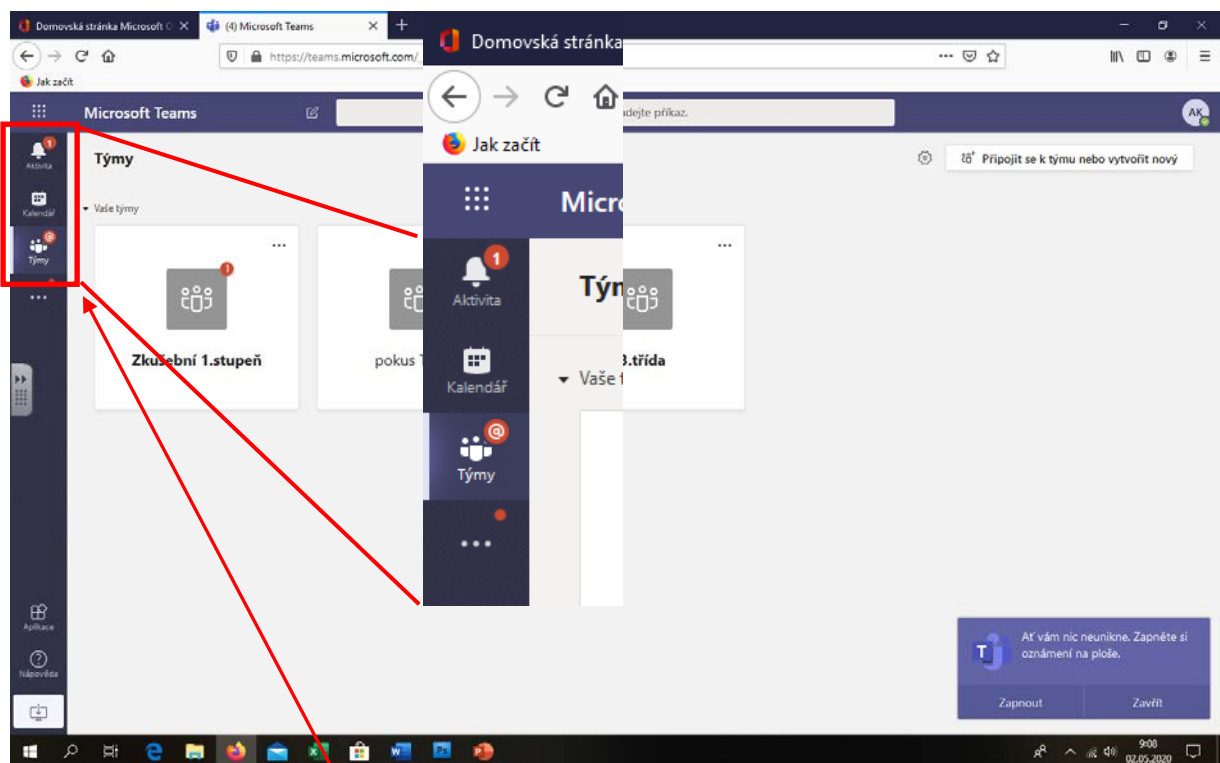 Domovská stránka Microsoft O
(4) Microsoft Teams
https://teams.microsoft.com/_
Jak začít
Microsoft Teams
adejte příkaz.
AK
Týmy
Připojit se k týmu nebo vytvořit nový
Vaše týmy
1
Aktivita
Kalendář
@
Týmy
Zkušební 1.stupeň
pokus
3.třída
Domovská stránka
Jak začít
Micr
1
Aktivita
Kalendář
@
Týmy
Vaše
Aplikace
Nápověda
Ať vám nic neunikne. Zapněte si
oznámení na ploše.
Zapnout
Zavřít
9:08
02.05.2020